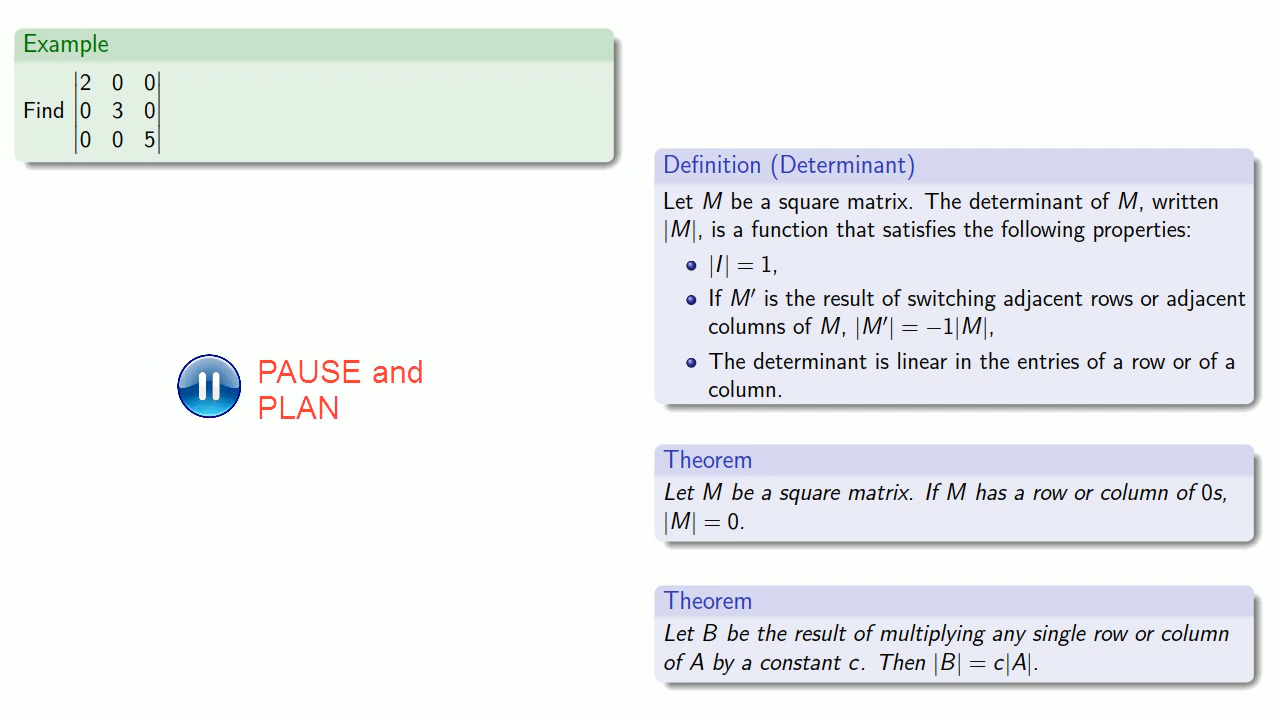 Example
Find |2 0 0|
|0 3 0|
|0 0 5|
PAUSE and
PLAN
Definition (Determinant)
Let M be a square matrix. The determinant of M, written
|M|, is a function that satisfies the following properties:
|I| = 1,
If M′ is the result of switching adjacent rows or adjacent
columns of M, |M′| = −1|M|,
The determinant is linear in the entries of a row or of a
column.
Theorem
Let M be a square matrix. If M has a row or column of 0s,
|M| = 0.
Theorem
Let B be the result of multiplying any single row or column
of A by a constant c. Then |B| = c|A|.